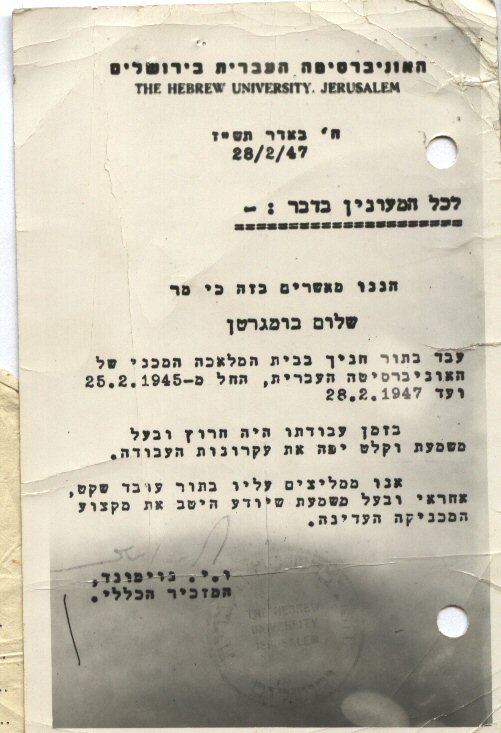 האוניברסיטה העברית בירושלים
THE HEBREW UNIVERSITY, JERUSALEM
ח' באדר תש"ז
28/2/47
לכל המעונין בדבר : -
הננו מאשרים בזה כי מר
שלום בומגרטן
עבד בתור חניך בבית המלאכה המכני של
האוניברסיטה העברית, החל מ-25.2.1945
ועד 28.2.1947
בזמן עבודתו היה חרוץ ובעל
משמעת וקלט יפה את עקרונות העבודה.
אנו ממליצים עליו בתור עובד שקט,
אחראי ובעל משמעת שיודע היטב את מקצוע
המכניקה העדינה.
ו.י.
המזכיר הכללי.
THE HEBREW
UNIVERSITY
JERUSALEM